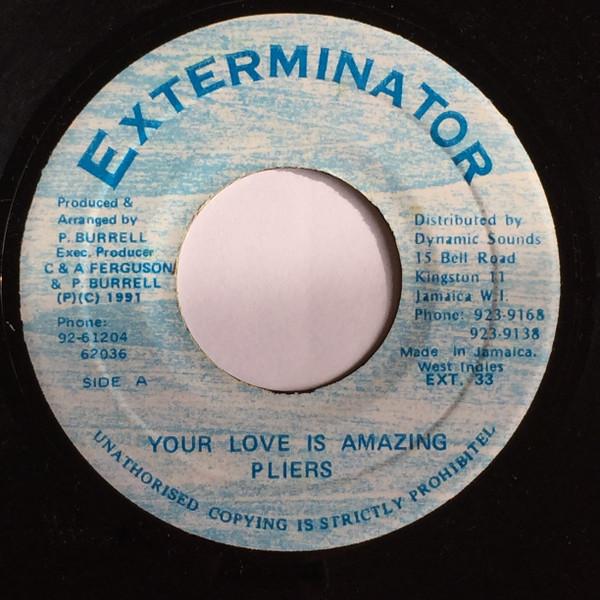 EXTERMINATOR
Produced &
Arranged by
P. BURRELL
Exec. Producer
C & A FERGUSON
& P. BURRELL
(P)(C) 1991
Phone:
92-61204
62036
SIDE A
Distributed by
Dynamic Sounds
15 Bell Road
Kingston 11
Jamaica W.I.
Phone: 923-9168
923-9138
Made in Jamaica.
West Indies
EXT. 33
YOUR LOVE IS AMAZING
PLIERS
UNATHORISED COPYING IS STRICTLY PROHIBITEL